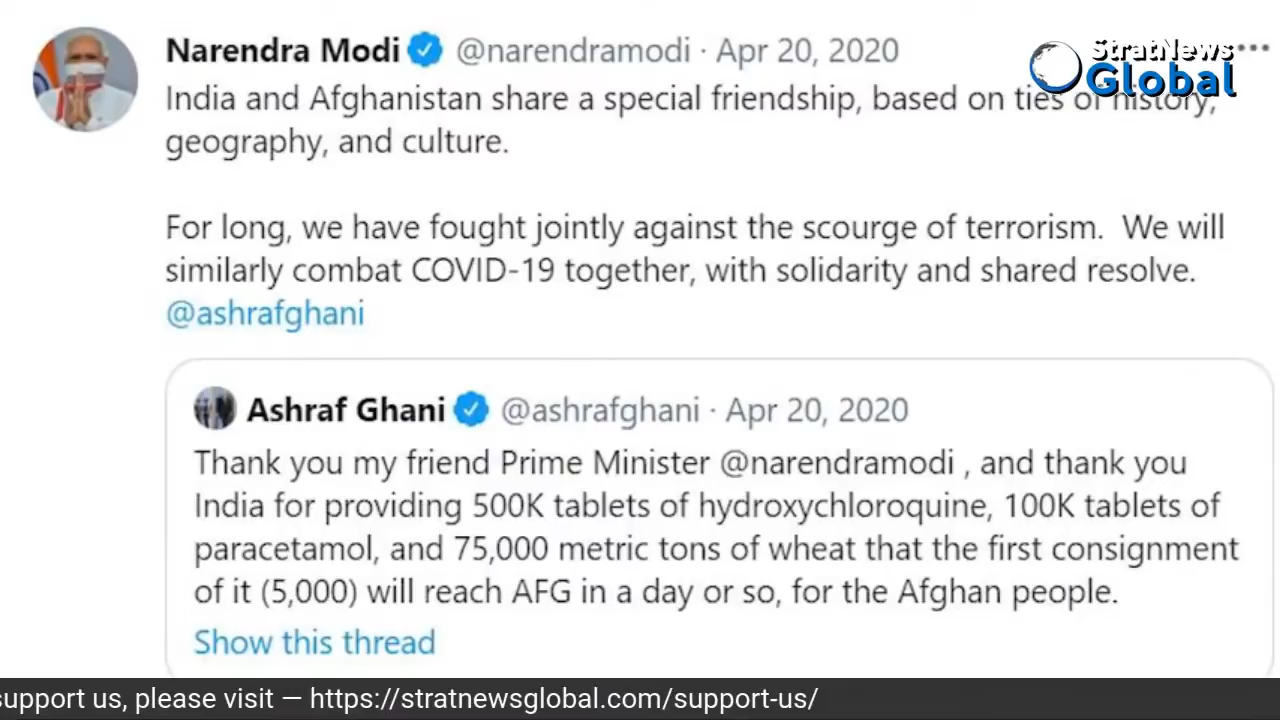 Narendra Modi @narendramodi · Apr 20, 2020
StratNews
Global
India and Afghanistan share a special friendship, based on ties of history,
geography, and culture.
For long, we have fought jointly against the scourge of terrorism.  We will
similarly combat COVID-19 together, with solidarity and shared resolve.
@ashrafghani
Ashraf Ghani @ashrafghani · Apr 20, 2020
Thank you my friend Prime Minister @narendramodi , and thank you
India for providing 500K tablets of hydroxychloroquine, 100K tablets of
paracetamol, and 75,000 metric tons of wheat that the first consignment
of it (5,000) will reach AFG in a day or so, for the Afghan people.
Show this thread
support us, please visit — https://stratnewsglobal.com/support-us/